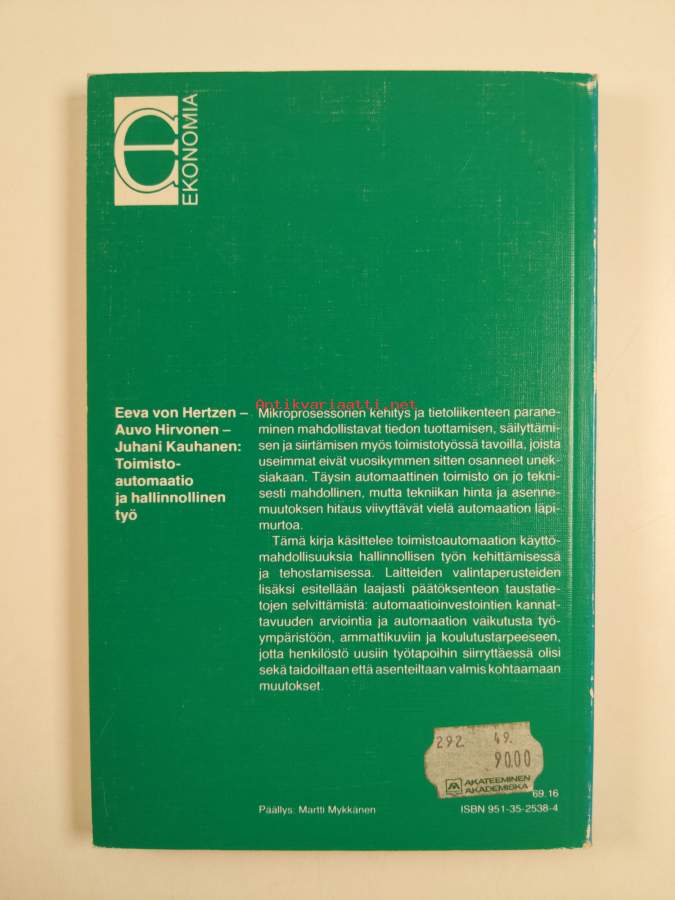 EKONOMIA
Eeva von Hertzen –
Auvo Hirvonen –
Juhani Kauhanen:
Toimisto-
automaatio
ja hallinnollinen
työ
Antikvariaatti.net
Mikroprosessorien kehitys ja tietoliikenteen parane-
minen mahdollistavat tiedon tuottamisen, säilyttämi-
sen ja siirtämisen myös toimistotyössä tavoilla, joista
useimmat eivät vuosikymmen sitten osanneet unek-
siakaan. Täysin automaattinen toimisto on jo tekni-
sesti mahdollinen, mutta tekniikan hinta ja asenne-
muutoksen hitaus viivyttävät vielä automaation läpi-
murtoa.
Tämä kirja käsittelee toimistoautomaation käyttö-
mahdollisuuksia hallinnollisen työn kehittämisessä
ja tehostamisessa. Laitteiden valintaperusteiden
lisäksi esitellään laajasti päätöksenteon taustatie-
tojen selvittämistä: automaatioinvestointien kannat-
tavuuden arviointia ja automaation vaikutusta työ-
ympäristöön, ammattikuviin ja koulutustarpeeseen,
jotta henkilöstö uusiin työtapoihin siirryttäessä olisi
sekä taidoiltaan että asenteiltaan valmis kohtaamaan
muutokset.
292. 49.
90.00
AKATEEMINEN
AKADEMISKA
69.16
Päällys: Martti Mykkänen
ISBN 951-35-2538-4